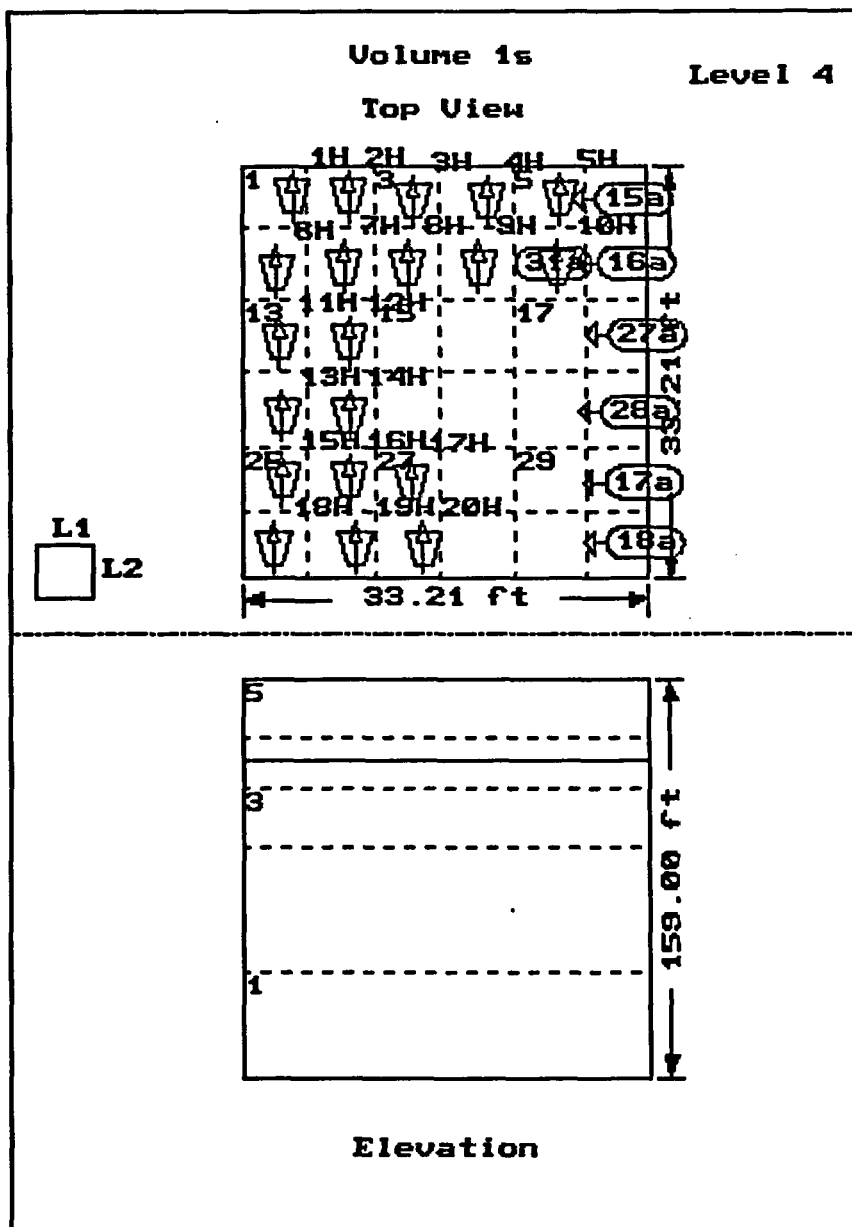 Volume 1s
Level 4
Top View
1H 2H 3H 4H 5H
1 3 5
15a
6H 7H 8H 9H 10H
31a 16a
11H 12H
13 15 17
27a
13H 14H
28a
15H 16H 17H
27 29
17a
18H 19H 20H
18a
33.21 ft
L1
L2
33.21 ft
5
3
159.00 ft
1
Elevation